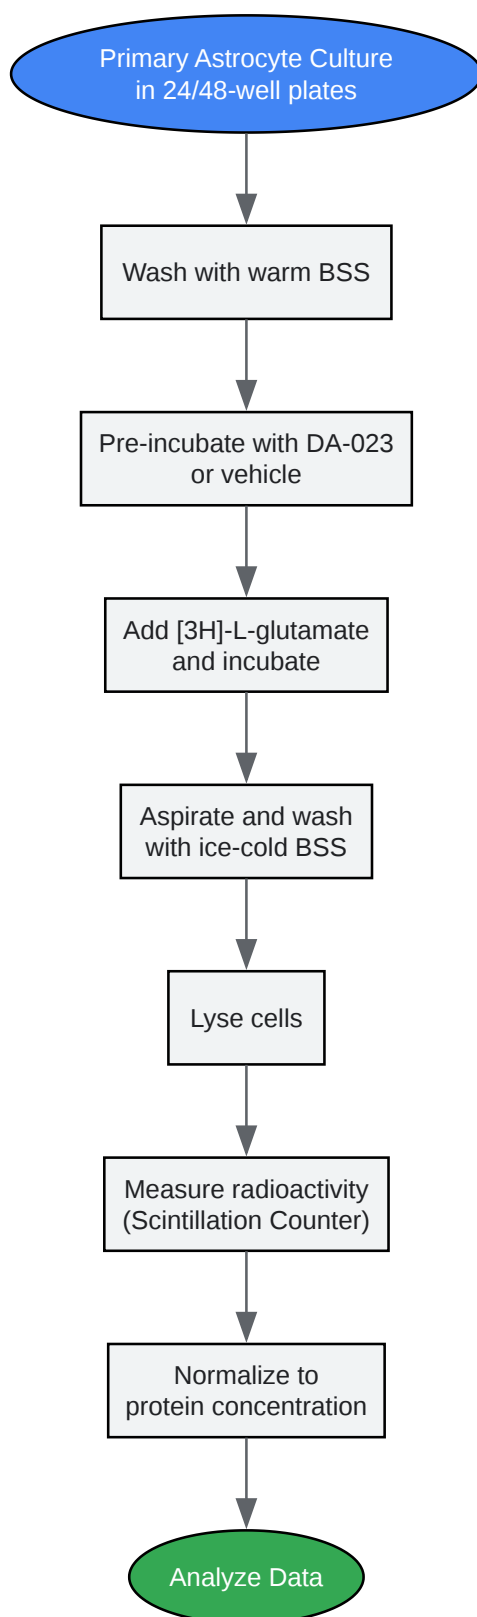 Primary Astrocyte Culture
in 24/48-well plates
Wash with warm BSS
Pre-incubate with DA-023
or vehicle
Add [3H]-L-glutamate
and incubate
Aspirate and wash
with ice-cold BSS
Lyse cells
Measure radioactivity
(Scintillation Counter)
Normalize to
protein concentration
Analyze Data